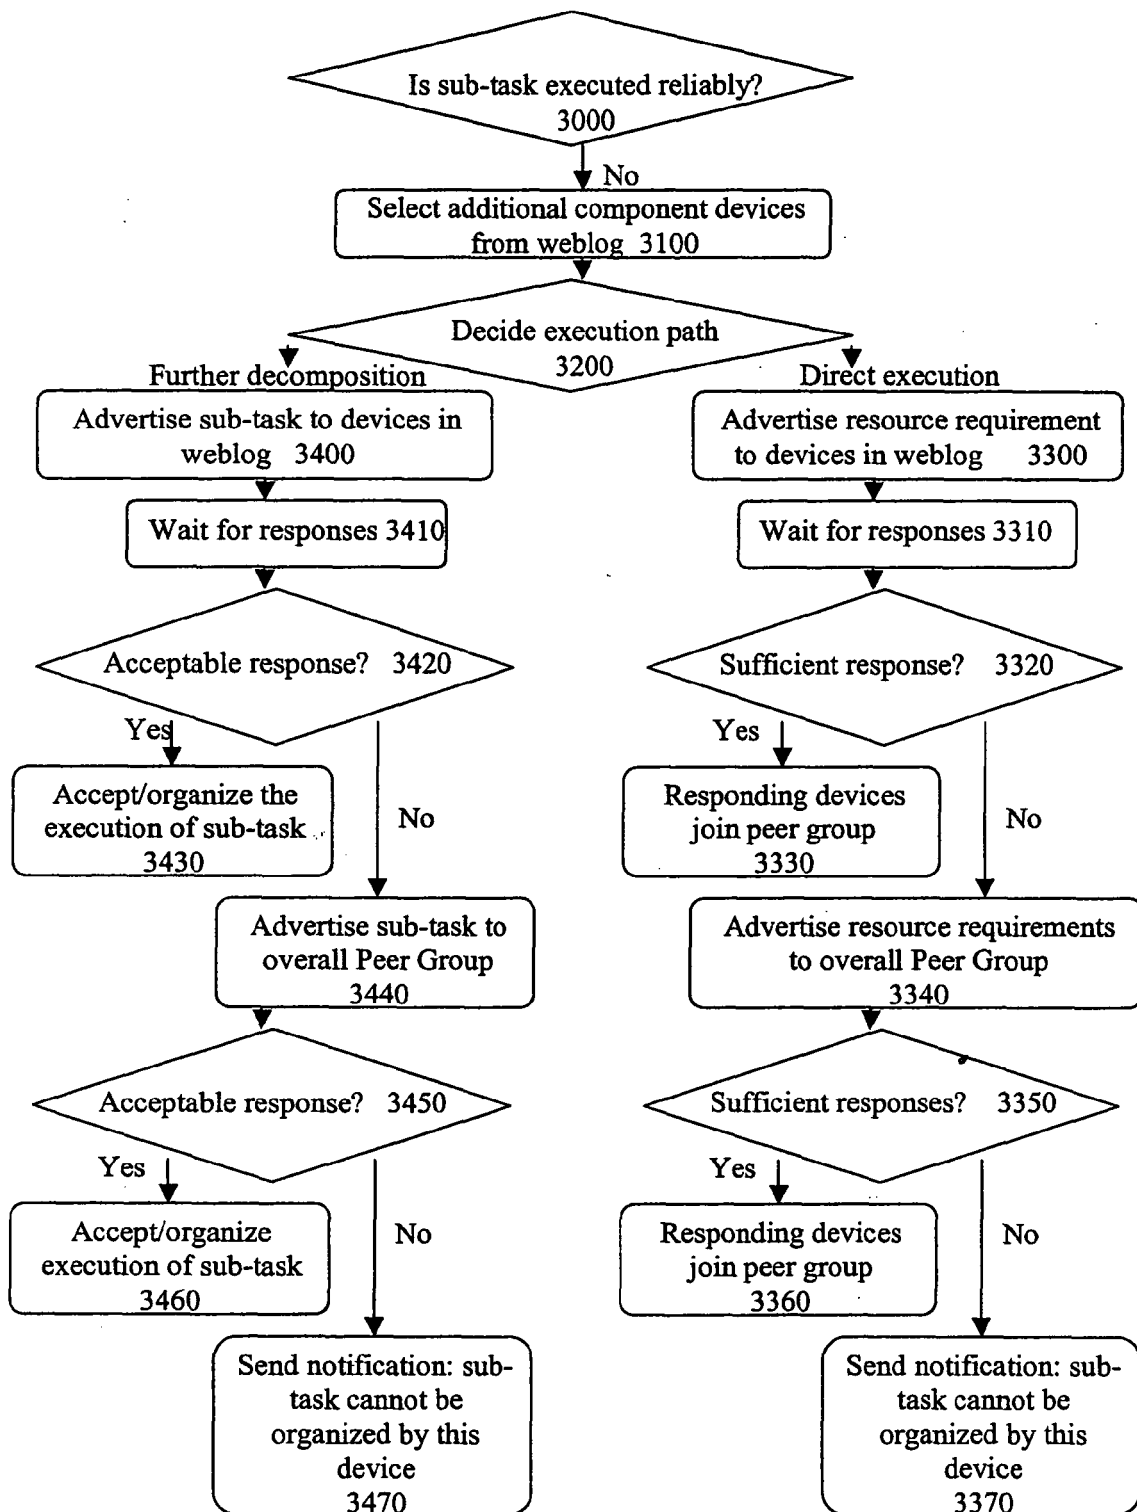 Is sub-task executed reliably?
3000
No
Select additional component devices
from weblog 3100
Decide execution path
3200
Further decomposition
Direct execution
Advertise sub-task to devices in
weblog 3400
Advertise resource requirement
to devices in weblog 3300
Wait for responses 3410
Wait for responses 3310
Acceptable response? 3420
Sufficient response? 3320
Yes
Yes
Accept/organize the
execution of sub-task
3430
No
Responding devices
join peer group
3330
No
Advertise sub-task to
overall Peer Group
3440
Advertise resource requirements
to overall Peer Group
3340
Acceptable response? 3450
Sufficient responses? 3350
Yes
Yes
Accept/organize
execution of sub-task
3460
No
Responding devices
join peer group
3360
No
Send notification: sub-
task cannot be
organized by this
device
3470
Send notification: sub-
task cannot be
organized by this
device
3370